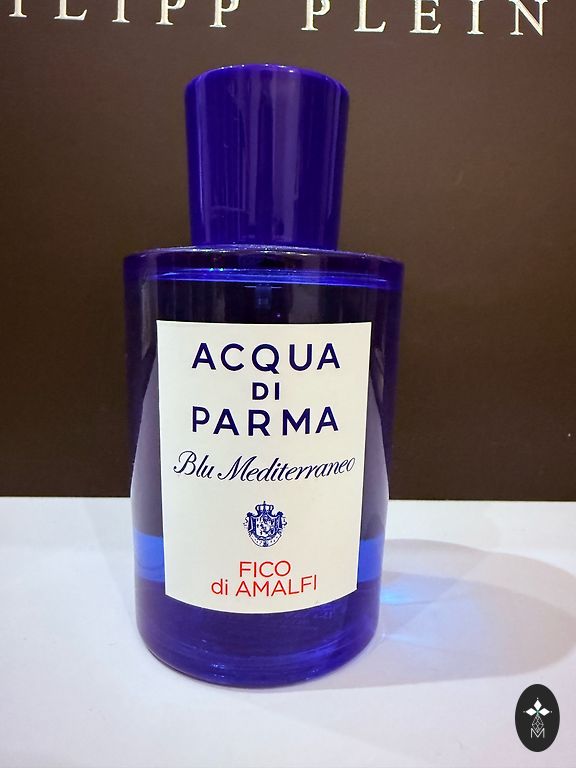 ILIPP PLEIN
ACQUA
DI
PARMA
Blu Mediterraneo
FICO
di AMALFI
M